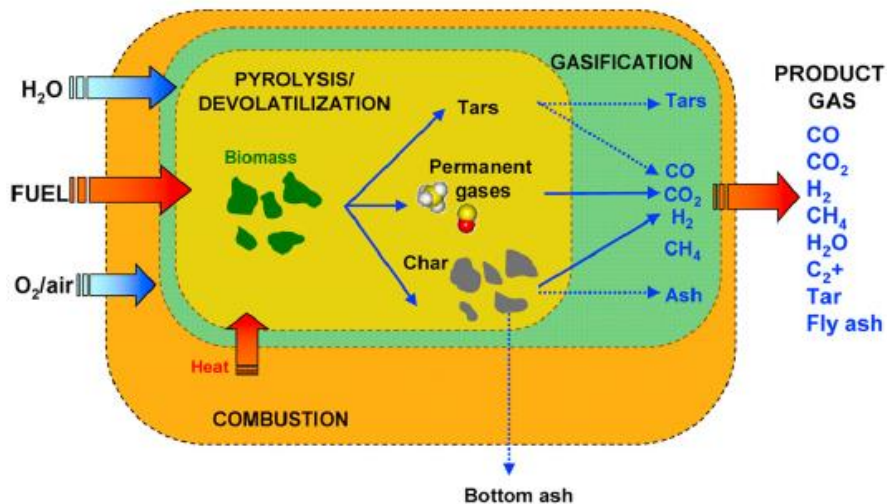 H₂O
FUEL
O₂/air
PYROLYSIS/
DEVOLATILIZATION
Biomass
Tars
Permanent
gases
Char
Heat
COMBUSTION
GASIFICATION
Tars
CO
CO₂
H₂
CH₄
Ash
PRODUCT
GAS
CO
CO₂
H₂
CH₄
H₂O
C₂+
Tar
Fly ash
Bottom ash